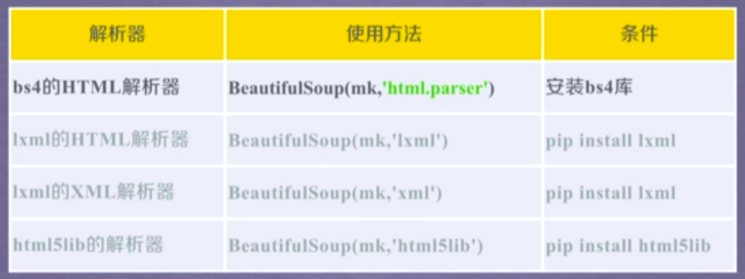 解析器 使用方法 条件
bs4的HTML解析器 BeautifulSoup(mk,'html.parser') 安装bs4库
lxml的HTML解析器 BeautifulSoup(mk,'lxml') pip install lxml
lxml的XML解析器 BeautifulSoup(mk,'xml') pip install lxml
html5lib的解析器 BeautifulSoup(mk,'html5lib') pip install html5lib